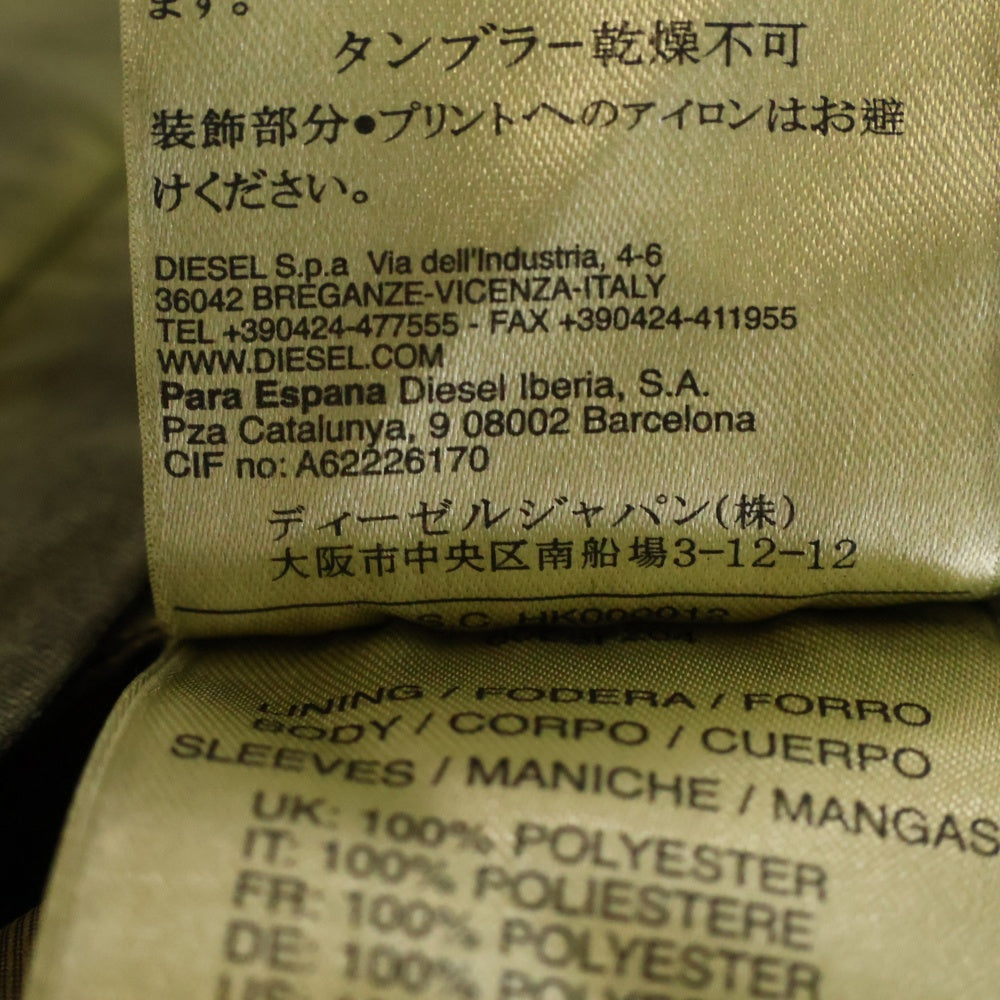 ます。
タンブラー乾燥不可
装飾部分●プリントへのアイロンはお避
けください。
DIESEL S.p.a Via dell'Industria, 4-6
36042 BREGANZE-VICENZA-ITALY
TEL +390424-477555 - FAX +390424-411955
WWW.DIESEL.COM
Para Espana Diesel Iberia, S.A.
Pza Catalunya, 9 08002 Barcelona
CIF no: A62226170
ディーゼルジャパン(株)
大阪市中央区南船場3-12-12
LINING / FODERA / FORRO
BODY / CORPO / CUERPO
SLEEVES / MANICHE / MANGAS
UK: 100% POLYESTER
IT: 100% POLIESTERE
FR: 100% POLYESTER
DE: 100% POLYESTER